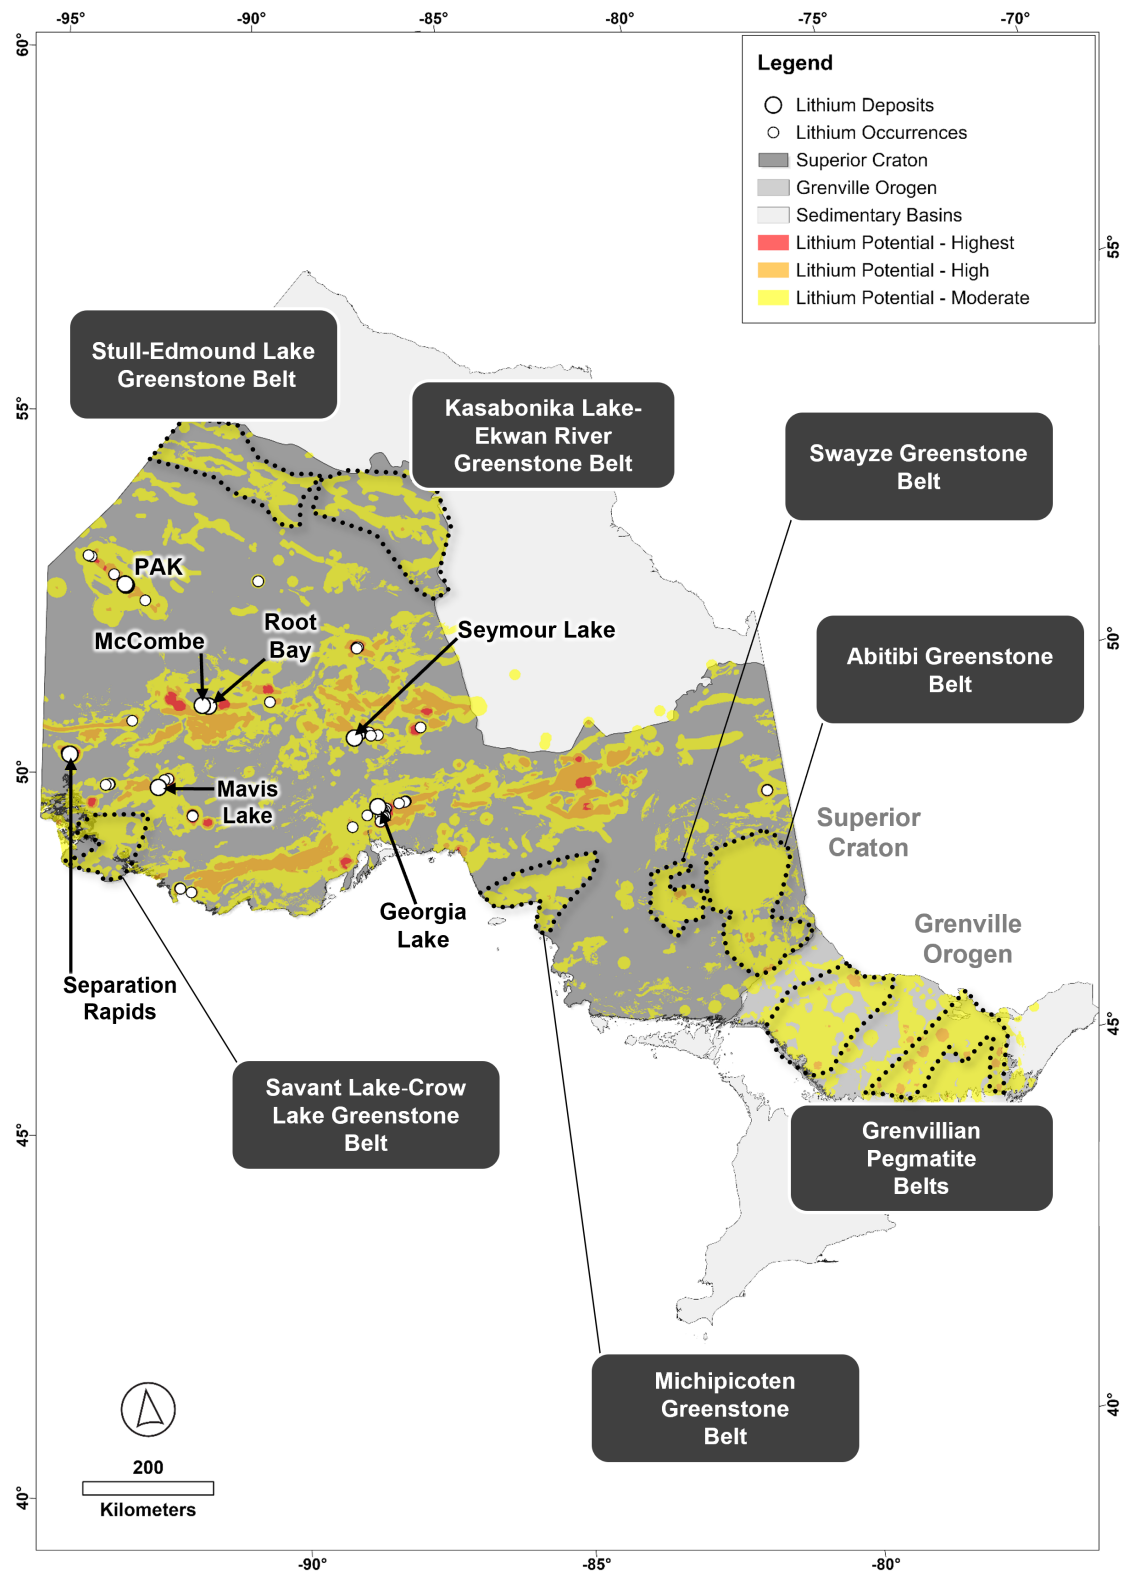 -95°
-90°
-85°
-80°
-75°
-70°
60°
55°
50°
45°
40°
55°
50°
45°
40°
Legend
Lithium Deposits
Lithium Occurrences
Superior Craton
Grenville Orogen
Sedimentary Basins
Lithium Potential - Highest
Lithium Potential - High
Lithium Potential - Moderate
Stull-Edmound Lake
Greenstone Belt
Kasabonika Lake-
Ekwan River
Greenstone Belt
Swayze Greenstone
Belt
Abitibi Greenstone
Belt
PAK
McCombe
Root
Bay
Seymour Lake
Mavis
Lake
Georgia
Lake
Separation
Rapids
Superior
Craton
Grenville
Orogen
Savant Lake-Crow
Lake Greenstone
Belt
Grenvillian
Pegmatite
Belts
Michipicoten
Greenstone
Belt
200
Kilometers
-90°
-85°
-80°